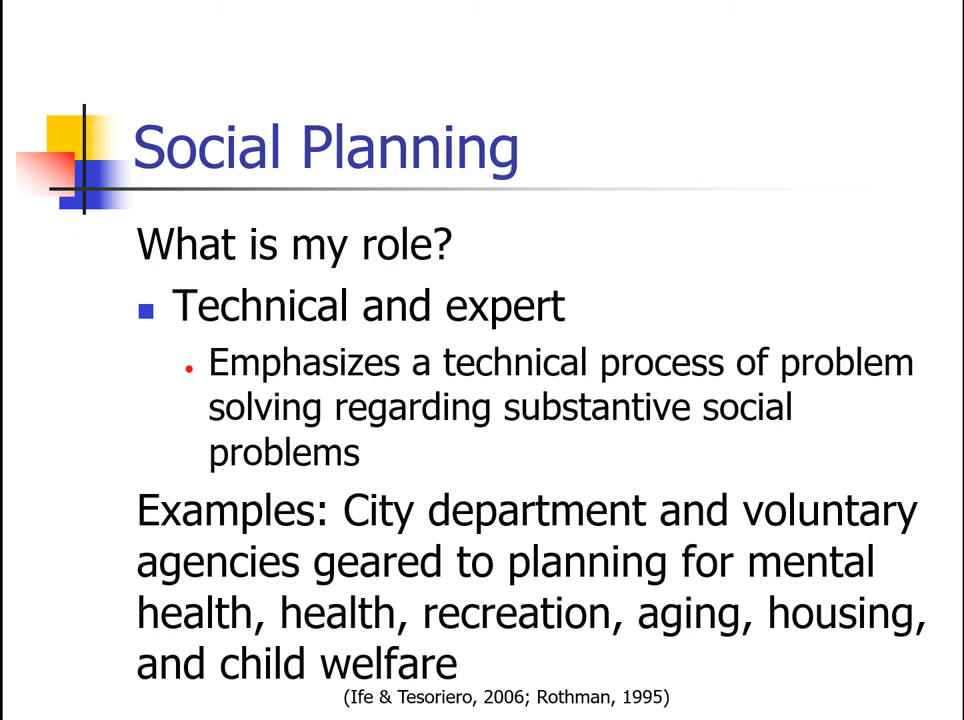 Social Planning
What is my role?
Technical and expert
Emphasizes a technical process of problem
solving regarding substantive social
problems
Examples: City department and voluntary
agencies geared to planning for mental
health, health, recreation, aging, housing,
and child welfare
(Ife & Tesoriero, 2006; Rothman, 1995)